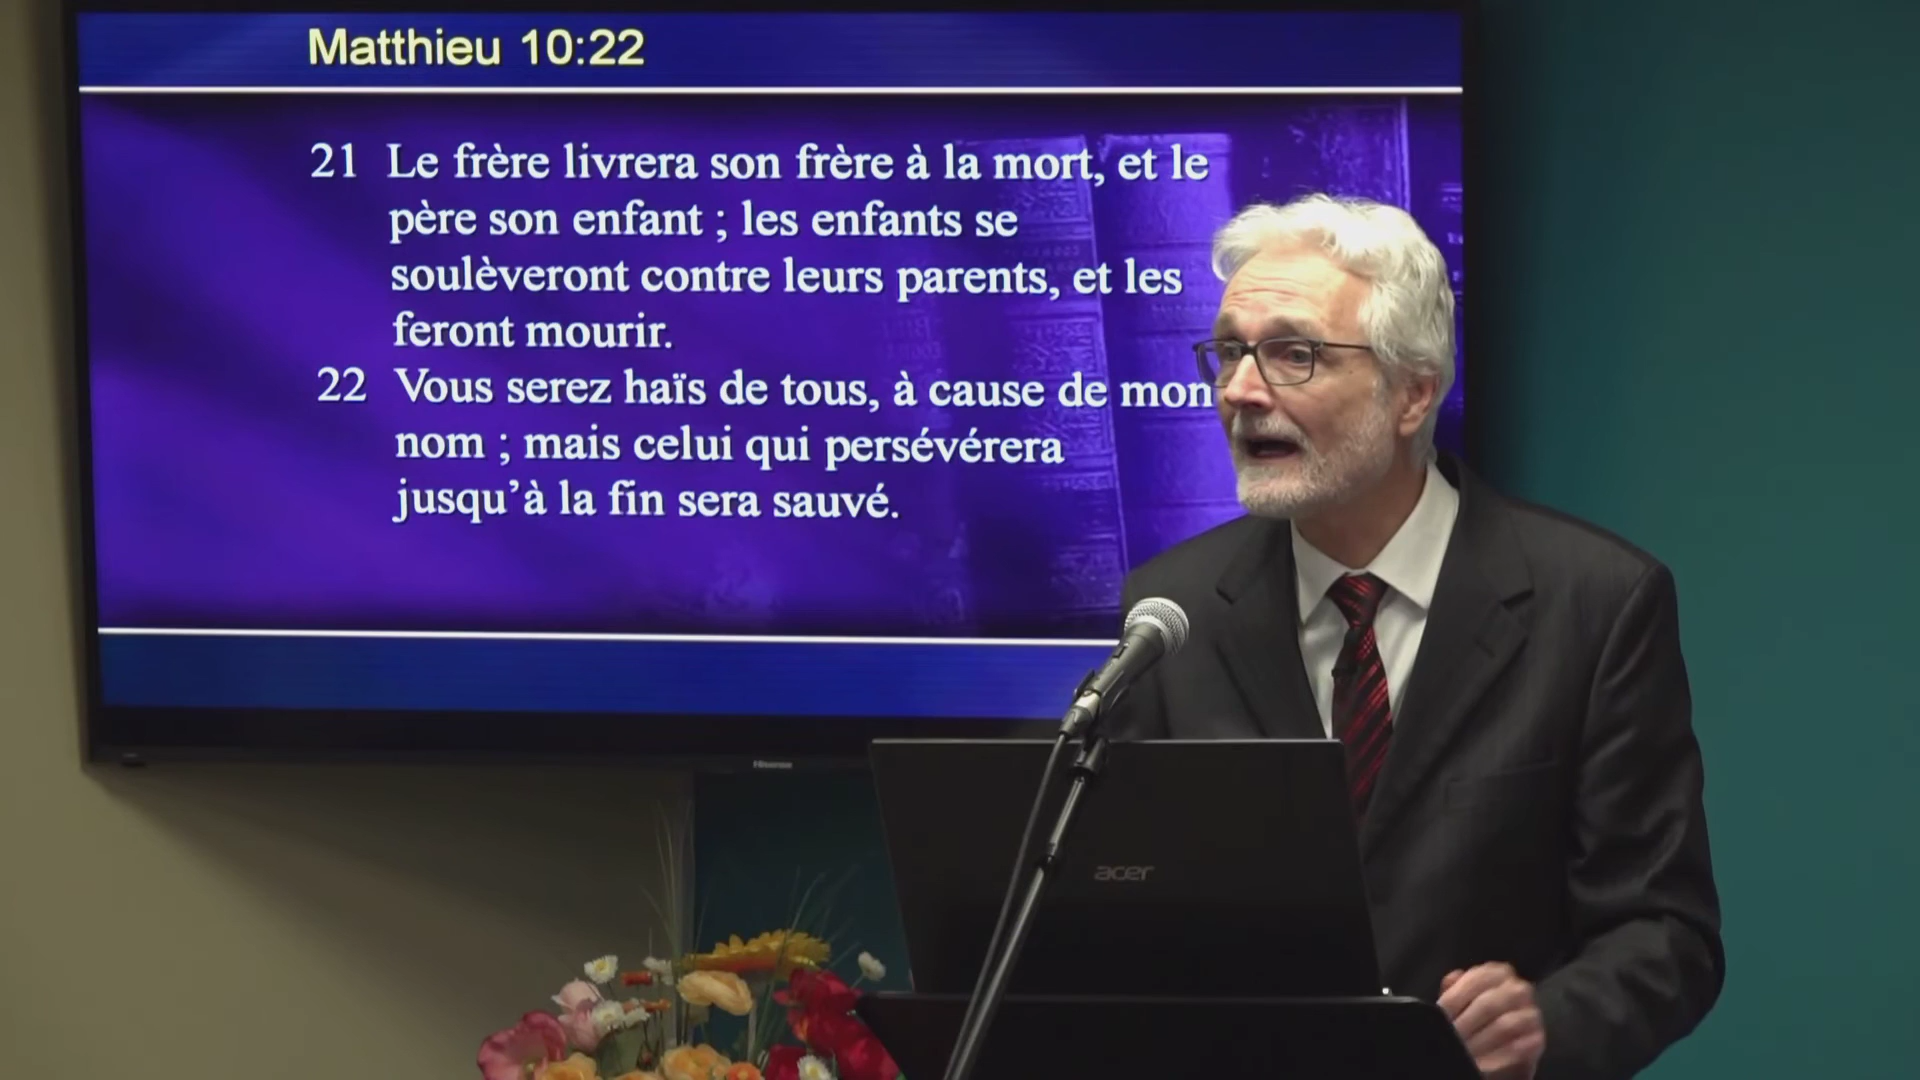 Matthieu 10:22
21 Le frère livrera son frère à la mort, et le
père son enfant ; les enfants se
soulèveront contre leurs parents, et les
feront mourir.
22 Vous serez haïs de tous, à cause de mon
nom ; mais celui qui persévérera
jusqu’à la fin sera sauvé.
Hisense
acer